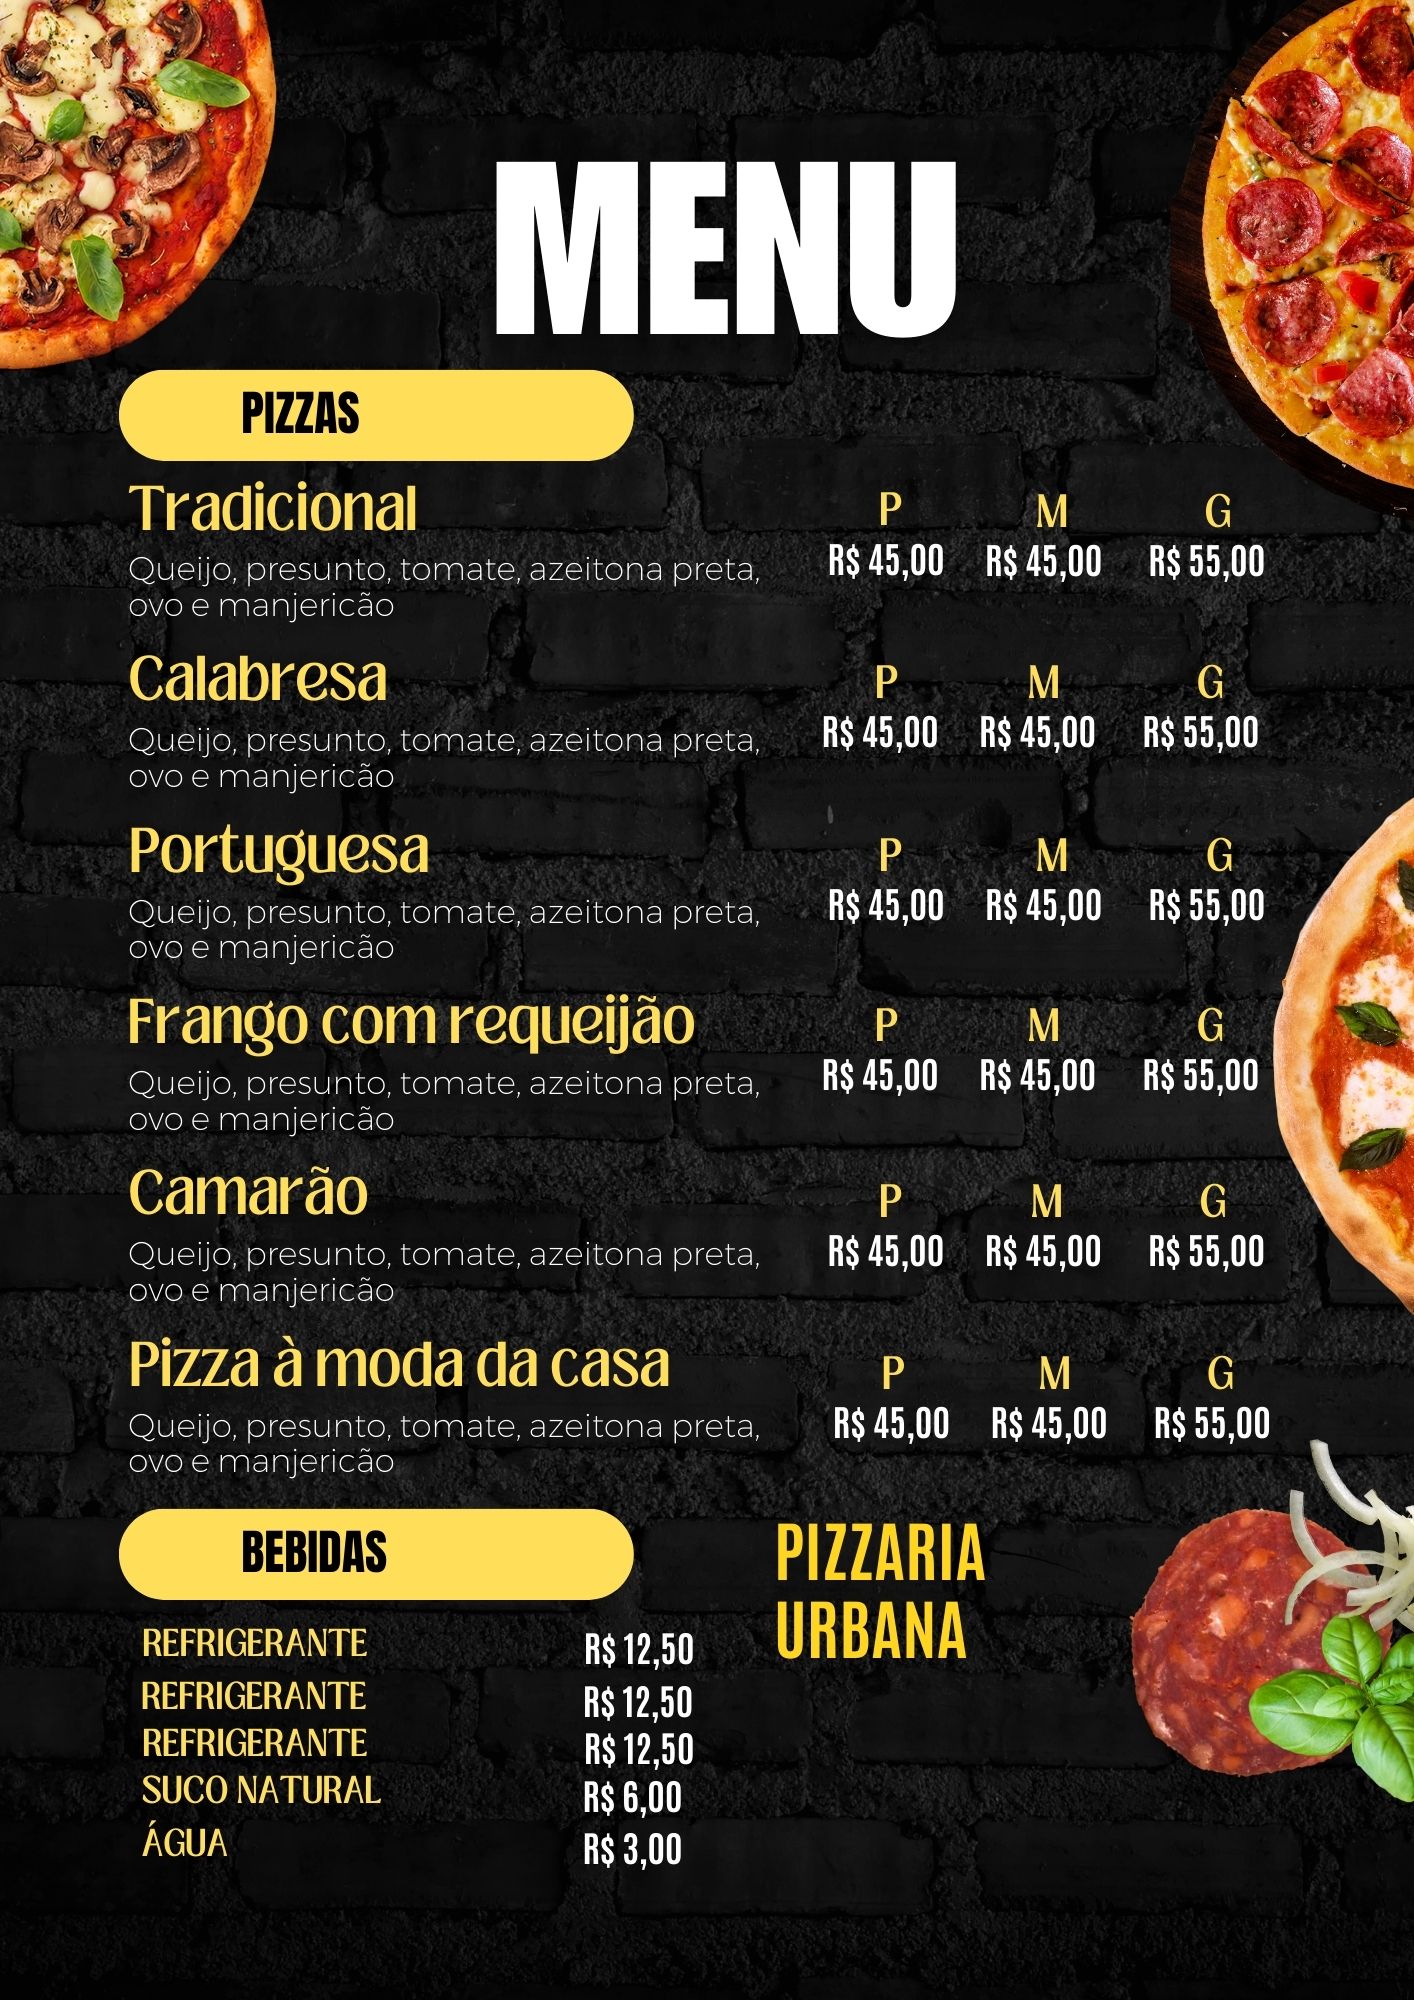 MENU
PIZZAS
Tradicional
Queijo, presunto, tomate, azeitona preta,
ovo e manjericão
P M G
R$ 45,00 R$ 45,00 R$ 55,00
Calabresa
Queijo, presunto, tomate, azeitona preta,
ovo e manjericão
P M G
R$ 45,00 R$ 45,00 R$ 55,00
Portuguesa
Queijo, presunto, tomate, azeitona preta,
ovo e manjericão
P M G
R$ 45,00 R$ 45,00 R$ 55,00
Frango com requeijão
Queijo, presunto, tomate, azeitona preta,
ovo e manjericão
P M G
R$ 45,00 R$ 45,00 R$ 55,00
Camarão
Queijo, presunto, tomate, azeitona preta,
ovo e manjericão
P M G
R$ 45,00 R$ 45,00 R$ 55,00
Pizza à moda da casa
Queijo, presunto, tomate, azeitona preta,
ovo e manjericão
P M G
R$ 45,00 R$ 45,00 R$ 55,00
BEBIDAS
REFRIGERANTE R$ 12,50
REFRIGERANTE R$ 12,50
REFRIGERANTE R$ 12,50
SUCO NATURAL R$ 6,00
ÁGUA R$ 3,00
PIZZARIA
URBANA